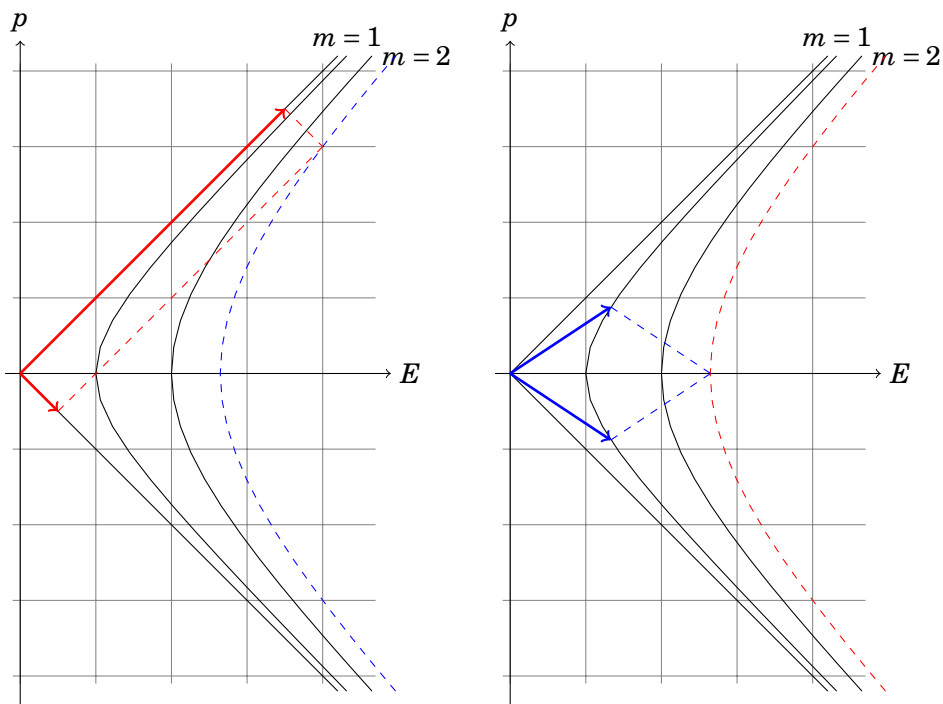 p
m = 1
m = 2
E
p
m = 1
m = 2
E